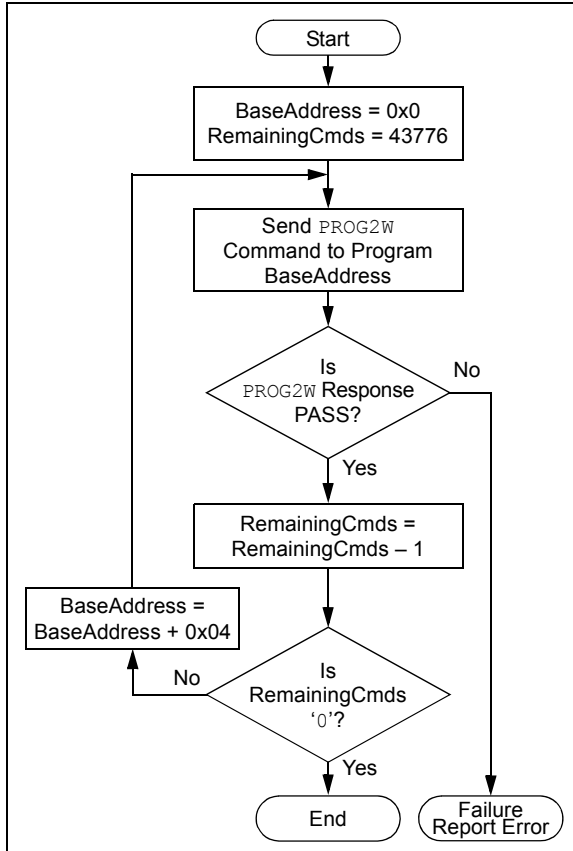 Start
BaseAddress = 0x0
RemainingCmds = 43776
Send PROG2W
Command to Program
BaseAddress
Is
PROG2W Response
PASS?
No
Yes
RemainingCmds =
RemainingCmds – 1
BaseAddress =
BaseAddress + 0x04
Is
RemainingCmds
‘0’?
No
Yes
End
Failure
Report Error